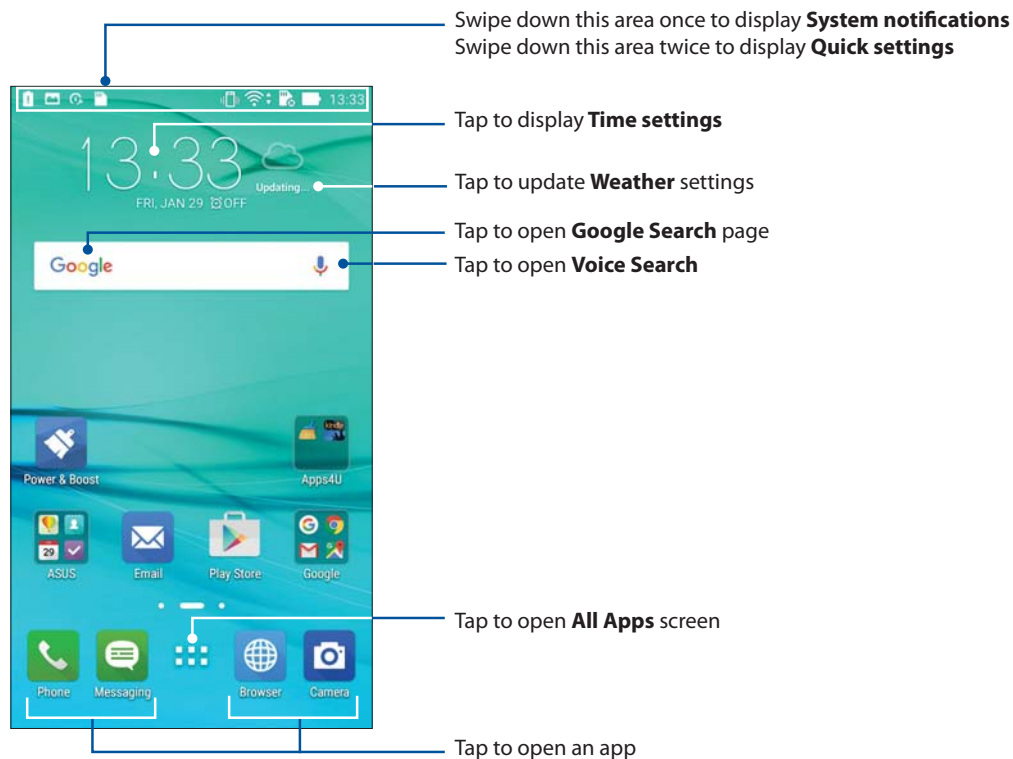 Swipe down this area once to display System notifications
Swipe down this area twice to display Quick settings
13:33
Tap to display Time settings
13:33
Updating...
Tap to update Weather settings
FRI, JAN 29 OFF
Tap to open Google Search page
Google
Tap to open Voice Search
kindle
Power & Boost
Apps4U
29
G
ASUS
Email
Play Store
Google
Tap to open All Apps screen
Phone
Messaging
Browser
Camera
Tap to open an app